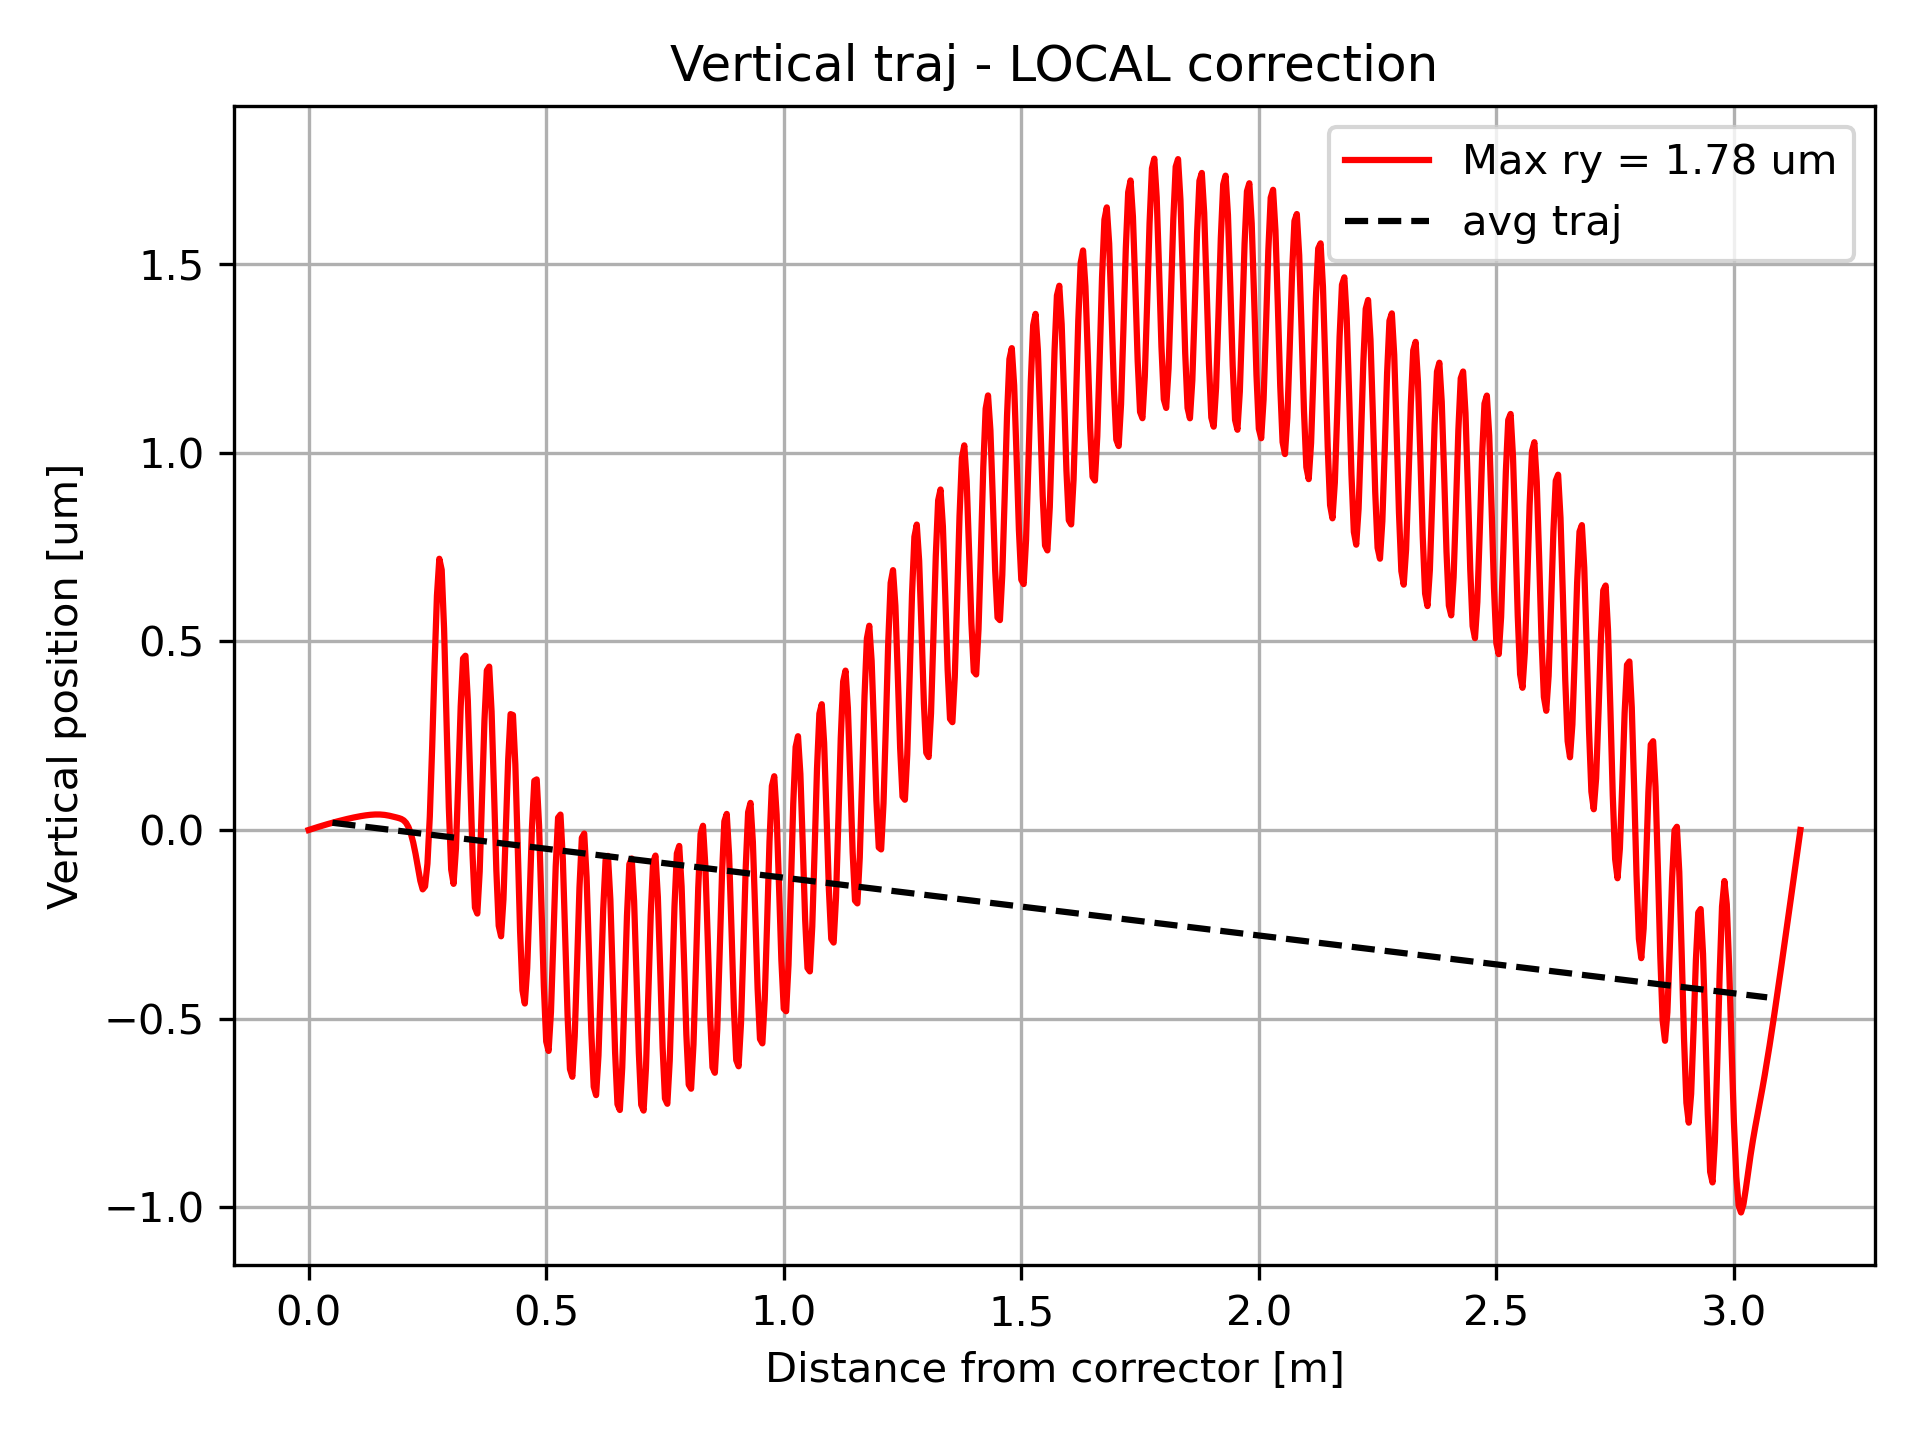 Vertical traj - LOCAL correction
Max ry = 1.78 um
avg traj
Vertical position [um]
1.5
1.0
0.5
0.0
−0.5
−1.0
0.0 0.5 1.0 1.5 2.0 2.5 3.0
Distance from corrector [m]